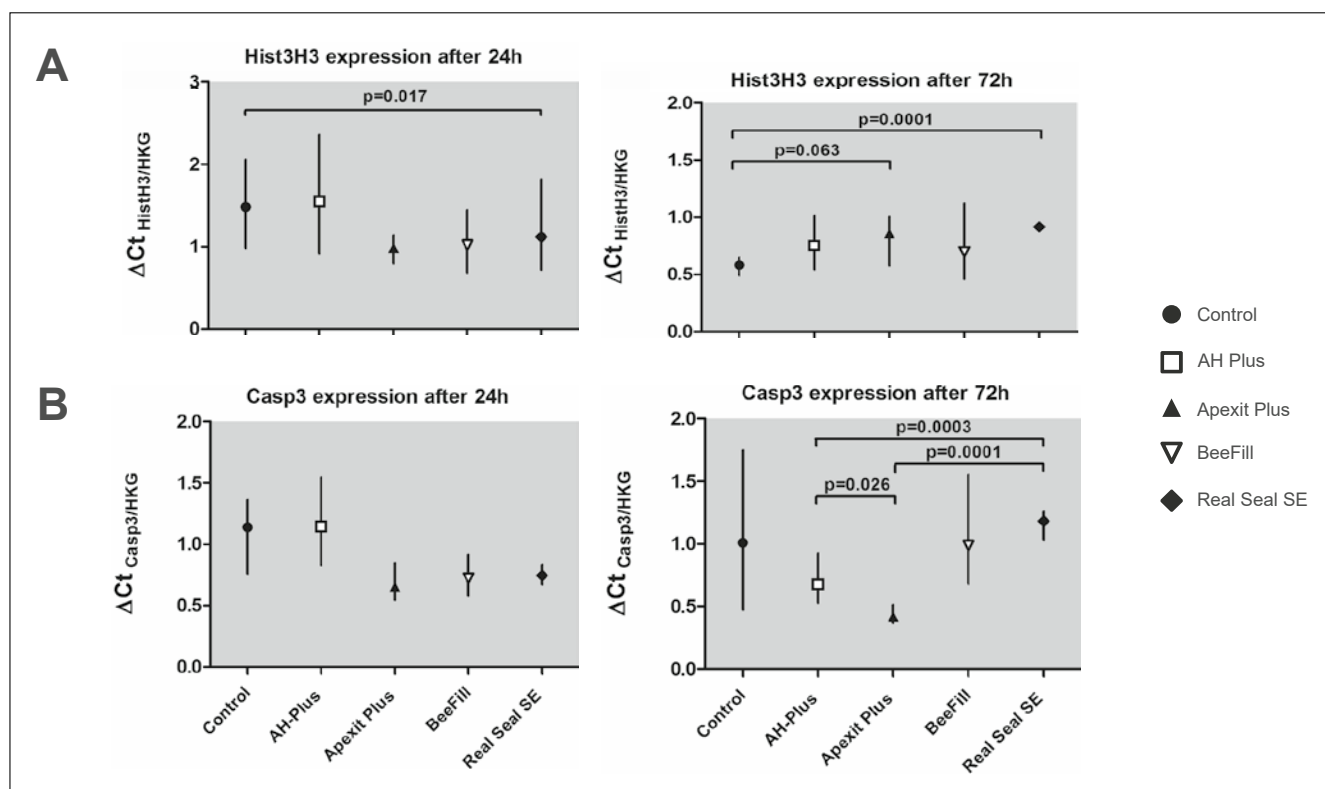 A
Hist3H3 expression after 24h
3
2
1
0
ΔCt HistH3/HKG
p=0.017
Hist3H3 expression after 72h
2.0
1.5
1.0
0.5
0.0
ΔCt HistH3/HKG
p=0.0001
p=0.063
B
Casp3 expression after 24h
2.0
1.5
1.0
0.5
0.0
ΔCt Casp3/HKG
Control
AH-Plus
Apexit Plus
BeeFill
Real Seal SE
Casp3 expression after 72h
2.0
1.5
1.0
0.5
0.0
ΔCt Casp3/HKG
p=0.0003
p=0.0001
p=0.026
Control
AH-Plus
Apexit Plus
BeeFill
Real Seal SE
Control
AH Plus
Apexit Plus
BeeFill
Real Seal SE